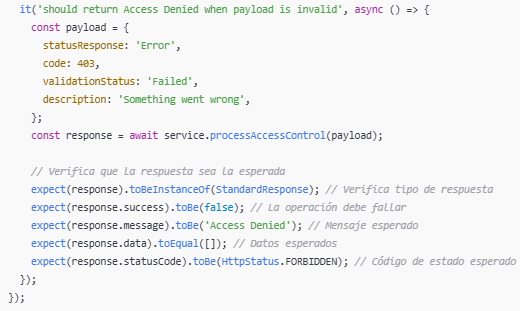 it('should return Access Denied when payload is invalid', async () => {
const payload = {
statusResponse: 'Error',
code: 403,
validationStatus: 'Failed',
description: 'Something went wrong',
};
const response = await service.processAccessControl(payload);
// Verifica que la respuesta sea la esperada
expect(response).toBeInstanceOf(StandardResponse); // Verifica tipo de respuesta
expect(response.success).toBe(false); // La operación debe fallar
expect(response.message).toBe('Access Denied'); // Mensaje esperado
expect(response.data).toEqual([]); // Datos esperados
expect(response.statusCode).toBe(HttpStatus.FORBIDDEN); // Código de estado esperado
});
});